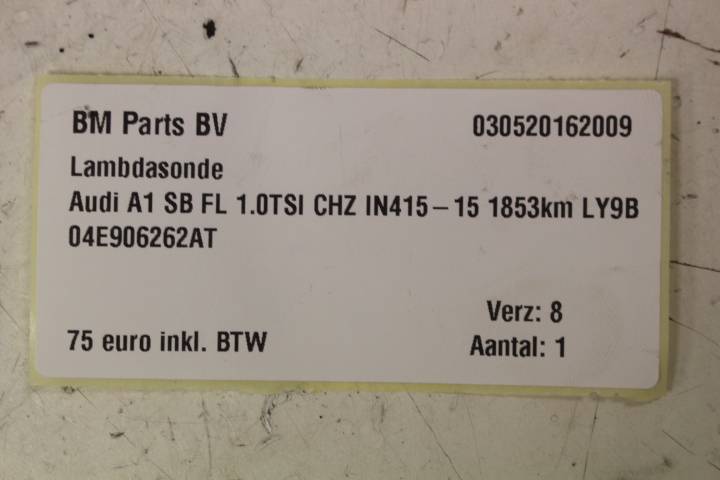 BM Parts BV 030520162009
Lambdasonde
Audi A1 SB FL 1.0TSI CHZ IN415-15 1853km LY9B
04E906262AT
Verz: 8
75 euro inkl. BTW Aantal: 1